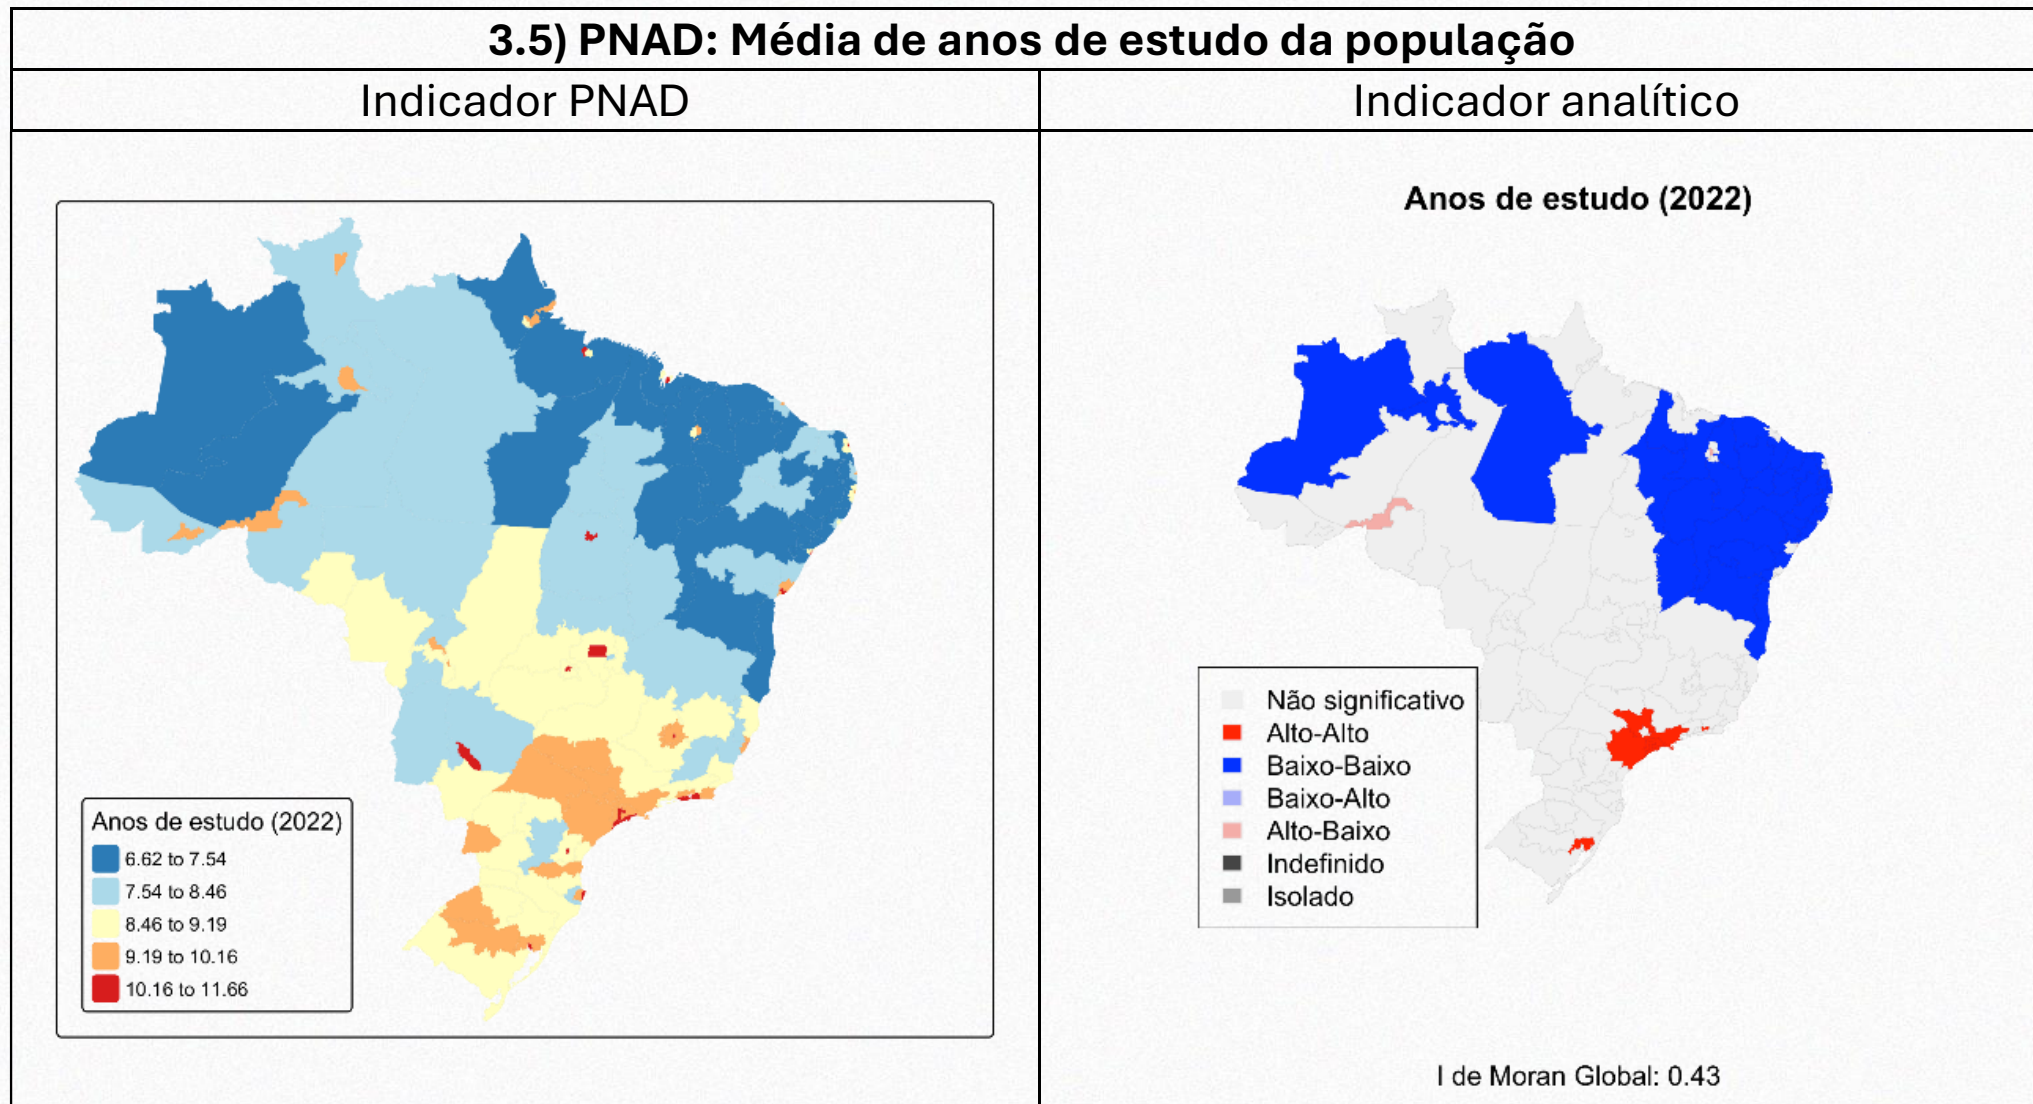 3.5) PNAD: Média de anos de estudo da população
Indicador PNAD
Indicador analítico
Anos de estudo (2022)
6.62 to 7.54
7.54 to 8.46
8.46 to 9.19
9.19 to 10.16
10.16 to 11.66
Anos de estudo (2022)
Não significativo
Alto-Alto
Baixo-Baixo
Baixo-Alto
Alto-Baixo
Indefinido
Isolado
I de Moran Global: 0.43